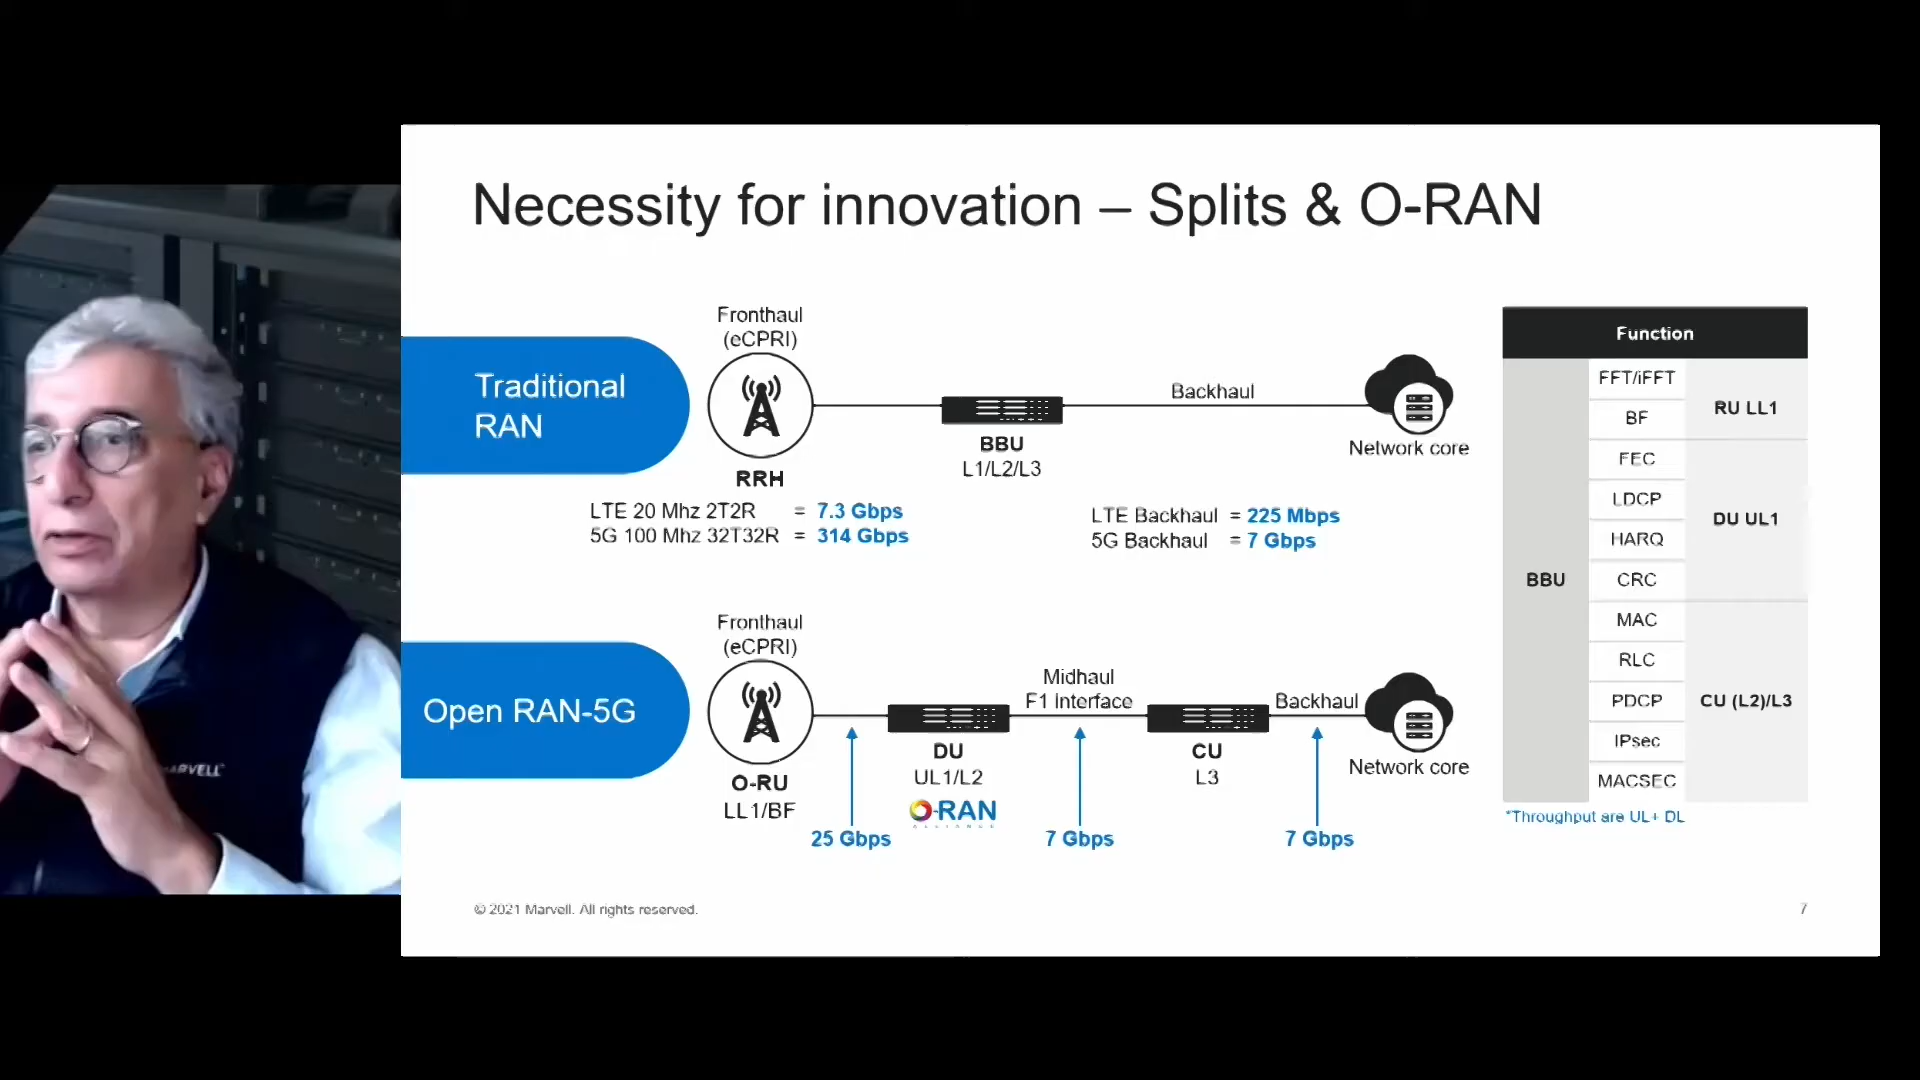 Necessity for innovation – Splits & O-RAN
Traditional
RAN
Fronthaul
(eCPRI)
RRH
BBU
L1/L2/L3
Backhaul
Network core
LTE 20 Mhz 2T2R = 7.3 Gbps
5G 100 Mhz 32T32R = 314 Gbps
LTE Backhaul = 225 Mbps
5G Backhaul = 7 Gbps
Open RAN-5G
Fronthaul
(eCPRI)
O-RU
LL1/BF
25 Gbps
DU
UL1/L2
O-RAN
ALLIANCE
Midhaul
F1 interface
7 Gbps
CU
L3
Backhaul
7 Gbps
Network core
Function
BBU
FFT/iFFT
BF
RU LL1
FEC
LDCP
HARQ
CRC
DU UL1
MAC
RLC
PDCP
IPsec
MACSEC
CU (L2)/L3
*Throughput are UL+ DL
© 2021 Marvell. All rights reserved.
7
MARVELL